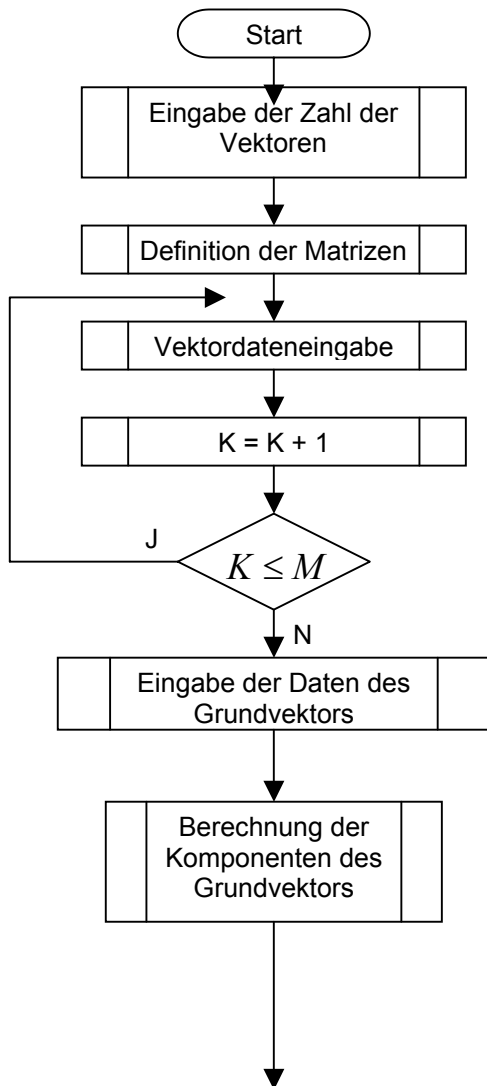 Start
Eingabe der Zahl der
Vektoren
Definition der Matrizen
Vektordateneingabe
K = K + 1
J
K ≤ M
N
Eingabe der Daten des
Grundvektors
Berechnung der
Komponenten des
Grundvektors